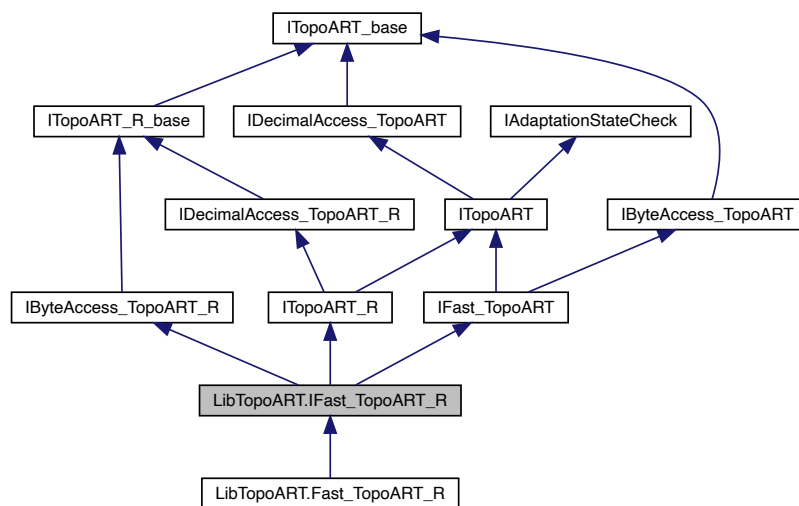 ITopoART_base
ITopoART_R_base
IDecimalAccess_TopoART
IAdaptationStateCheck
IDecimalAccess_TopoART_R
ITopoART
IByteAccess_TopoART
IByteAccess_TopoART_R
ITopoART_R
IFast_TopoART
LibTopoART.IFast_TopoART_R
LibTopoART.Fast_TopoART_R